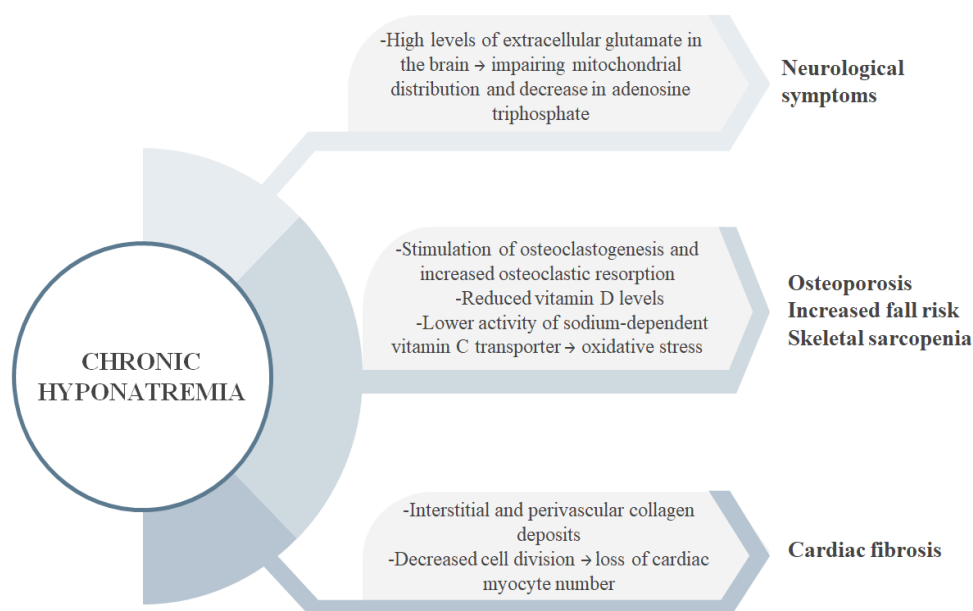 -High levels of extracellular glutamate in
the brain → impairing mitochondrial
distribution and decrease in adenosine
triphosphate
Neurological
symptoms
CHRONIC
HYPONATREMIA
-Stimulation of osteoclastogenesis and
increased osteoclastic resorption
-Reduced vitamin D levels
-Lower activity of sodium-dependent
vitamin C transporter → oxidative stress
Osteoporosis
Increased fall risk
Skeletal sarcopenia
-Interstitial and perivascular collagen
deposits
-Decreased cell division → loss of cardiac
myocyte number
Cardiac fibrosis